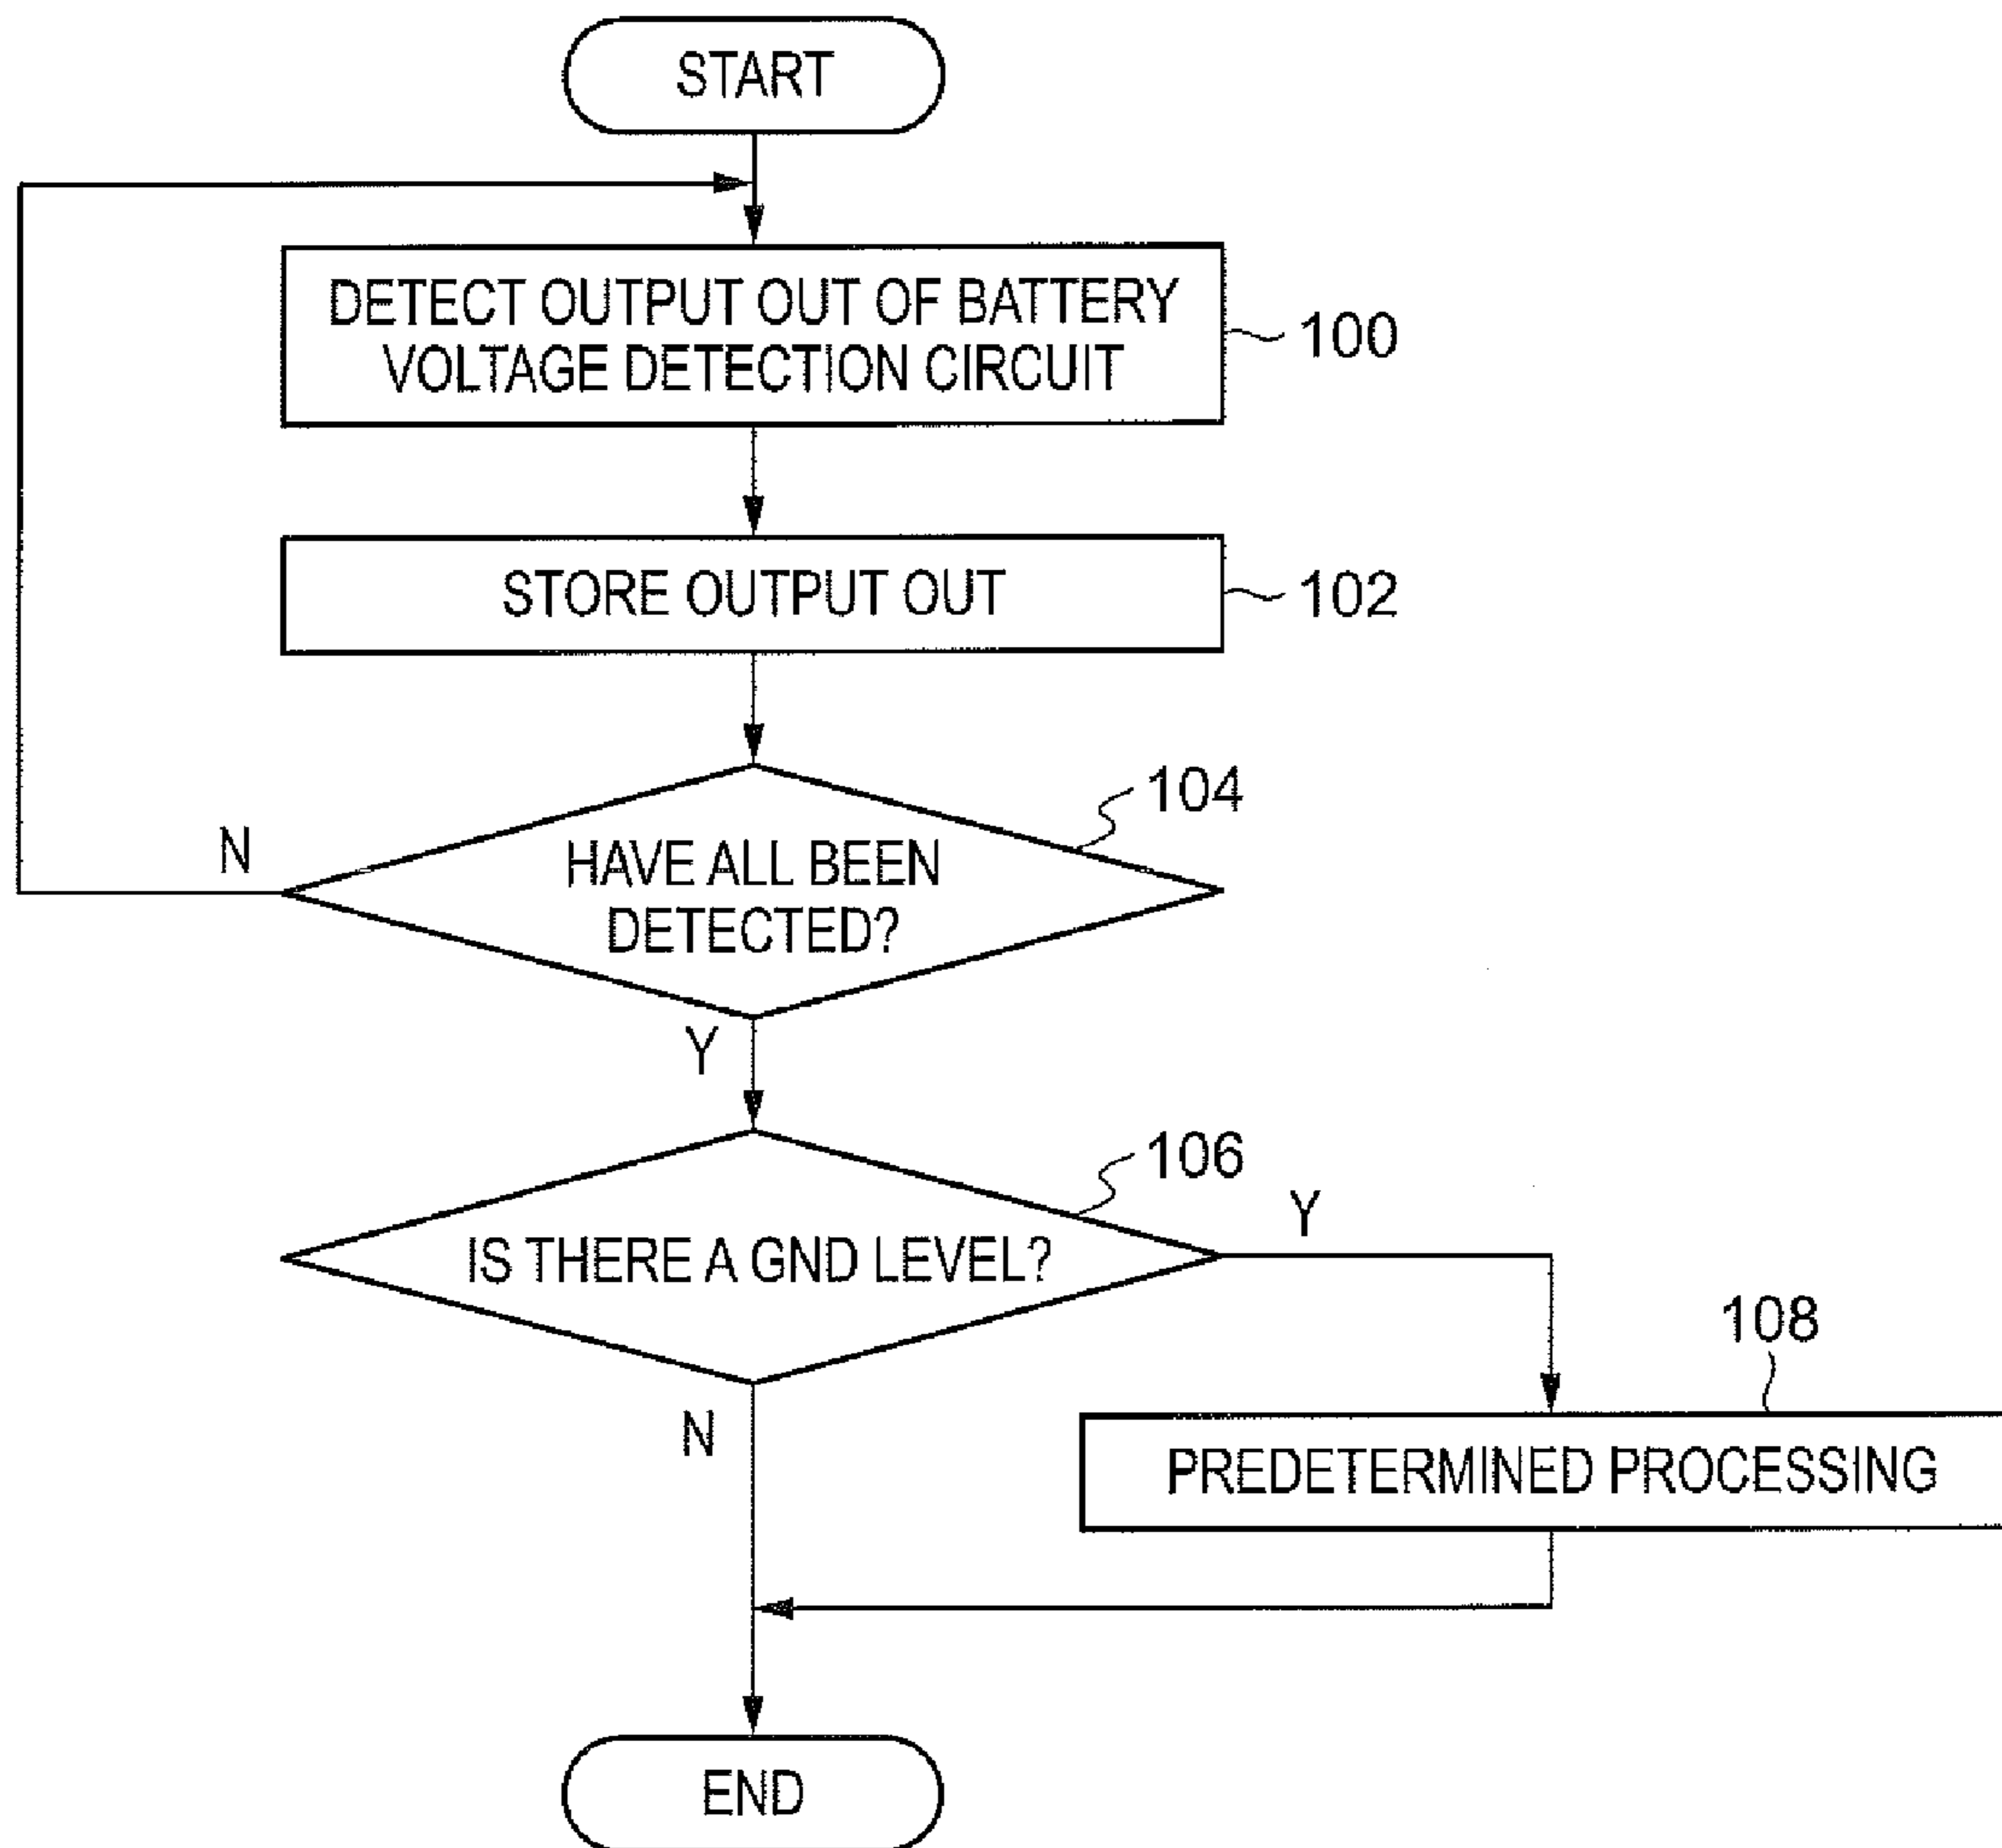 START
DETECT OUTPUT OUT OF BATTERY
VOLTAGE DETECTION CIRCUIT
100
STORE OUTPUT OUT
102
104
N
HAVE ALL BEEN
DETECTED?
Y
106
Y
IS THERE A GND LEVEL?
108
N
PREDETERMINED PROCESSING
END